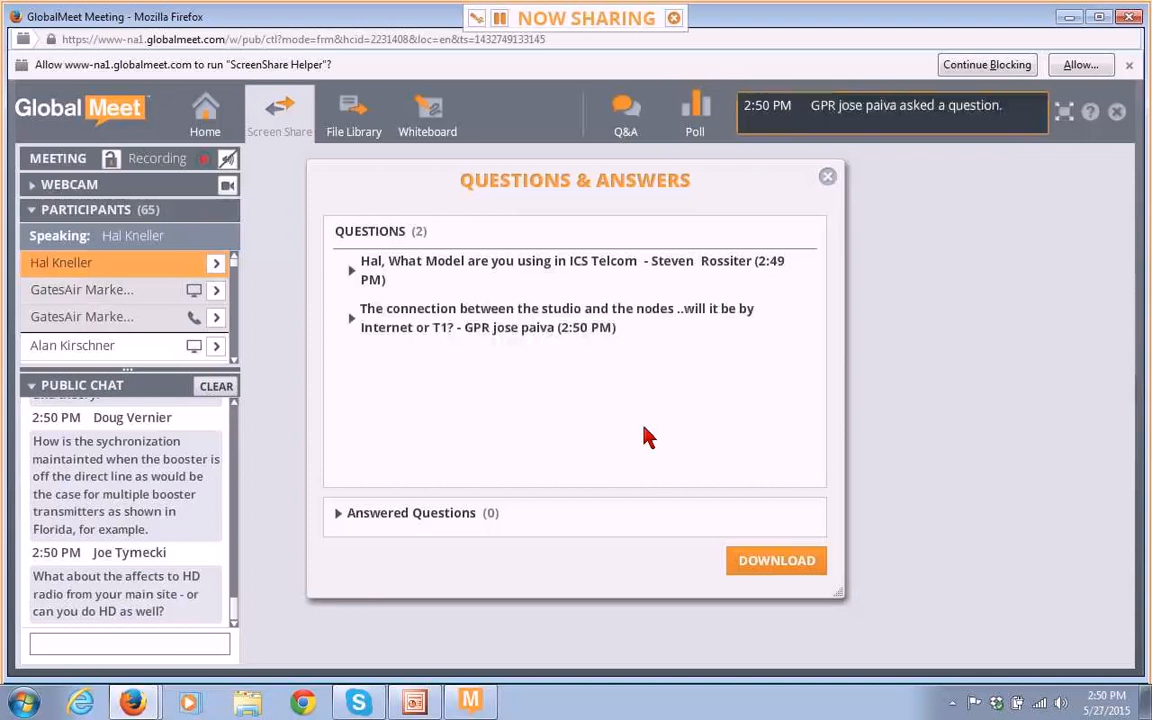 GlobalMeet Meeting - Mozilla Firefox
NOW SHARING
https://www-na1.globalmeet.com/w/pub/ctl?mode=frm&hcid=2231408&loc=en&ts=1432749133145
Allow www-na1.globalmeet.com to run "ScreenShare Helper"?
Continue Blocking
Allow...
GlobalMeet
Home
Screen Share
File Library
Whiteboard
Q&A
Poll
2:50 PM GPR jose paiva asked a question.
MEETING
Recording
WEBCAM
PARTICIPANTS (65)
Speaking: Hal Kneller
Hal Kneller
GatesAir Marke...
GatesAir Marke...
Alan Kirschner
PUBLIC CHAT
CLEAR
2:50 PM Doug Vernier
How is the sychronization
maintainted when the booster is
off the direct line as would be
the case for multiple booster
transmitters as shown in
Florida, for example.
2:50 PM Joe Tymecki
What about the affects to HD
radio from your main site - or
can you do HD as well?
QUESTIONS & ANSWERS
QUESTIONS (2)
Hal, What Model are you using in ICS Telcom - Steven Rossiter (2:49
PM)
The connection between the studio and the nodes ..will it be by
Internet or T1? - GPR jose paiva (2:50 PM)
Answered Questions (0)
DOWNLOAD
2:50 PM
5/27/2015